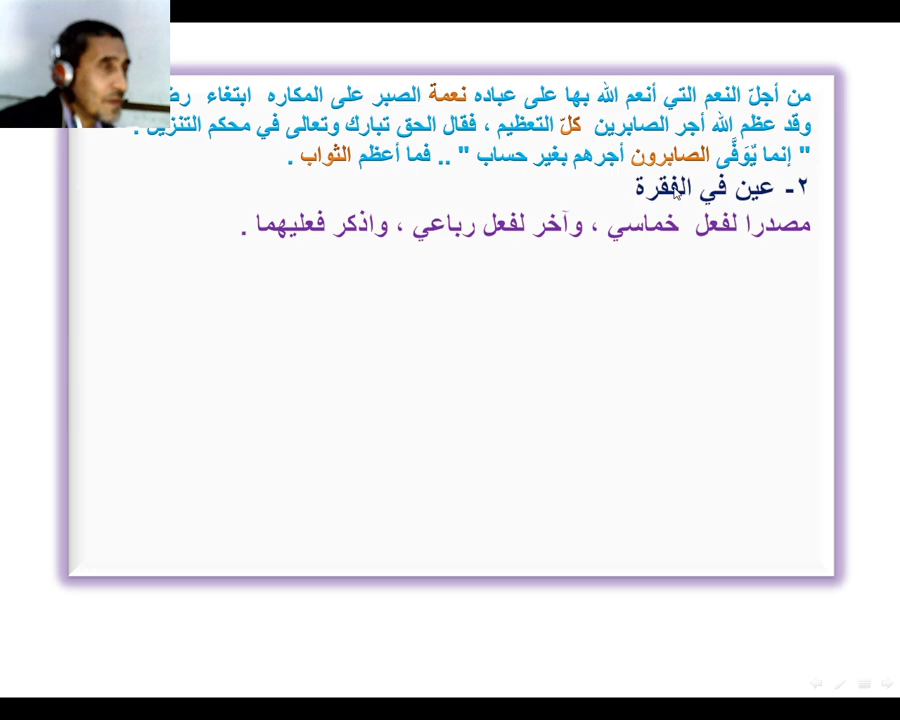 من أجلّ النعم التي أنعم الله بها على عباده نعمة الصبر على المكاره ابتغاء
وقد عظم الله أجر الصابرين كلّ التعظيم ، فقال الحق تبارك وتعالى في محكم التنزيل .
" إنما يُوَفَّى الصابرون أجرهم بغير حساب " .. فما أعظم الثواب .
٢- عين في الفقرة
مصدرا لفعل خماسي ، وآخر لفعل رباعي ، واذكر فعليهما .